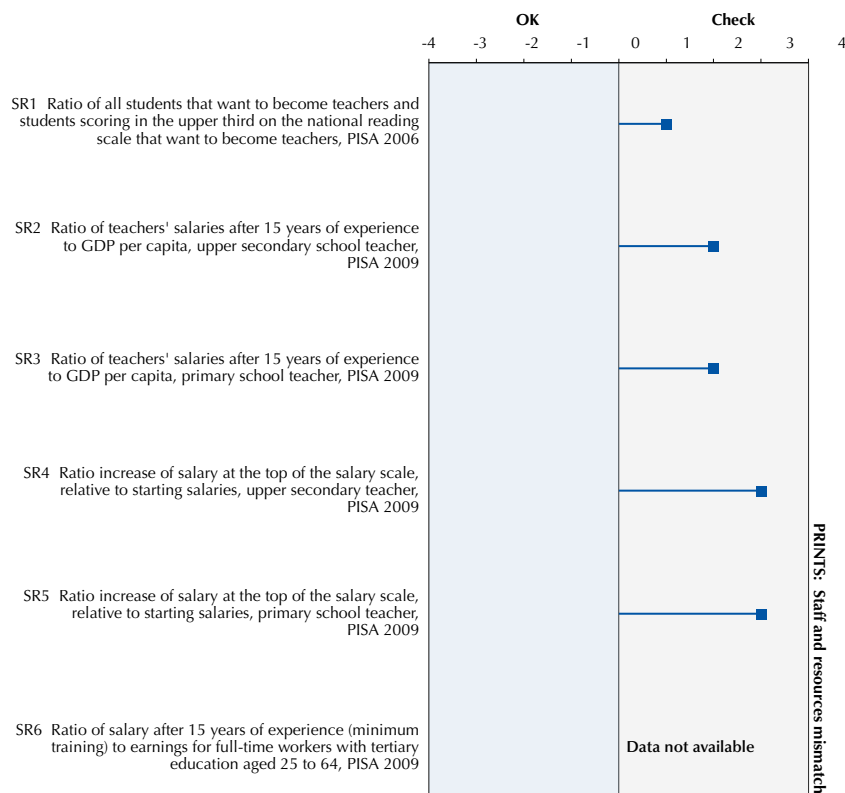 OK Check
-4 -3 -2 -1 0 1 2 3 4
SR1 Ratio of all students that want to become teachers and
students scoring in the upper third on the national reading
scale that want to become teachers, PISA 2006
SR2 Ratio of teachers' salaries after 15 years of experience
to GDP per capita, upper secondary school teacher,
PISA 2009
SR3 Ratio of teachers' salaries after 15 years of experience
to GDP per capita, primary school teacher, PISA 2009
SR4 Ratio increase of salary at the top of the salary scale,
relative to starting salaries, upper secondary teacher,
PISA 2009
SR5 Ratio increase of salary at the top of the salary scale,
relative to starting salaries, primary school teacher,
PISA 2009
SR6 Ratio of salary after 15 years of experience (minimum
training) to earnings for full-time workers with tertiary
education aged 25 to 64, PISA 2009
Data not available
PRINTS: Staff and resources mismatch